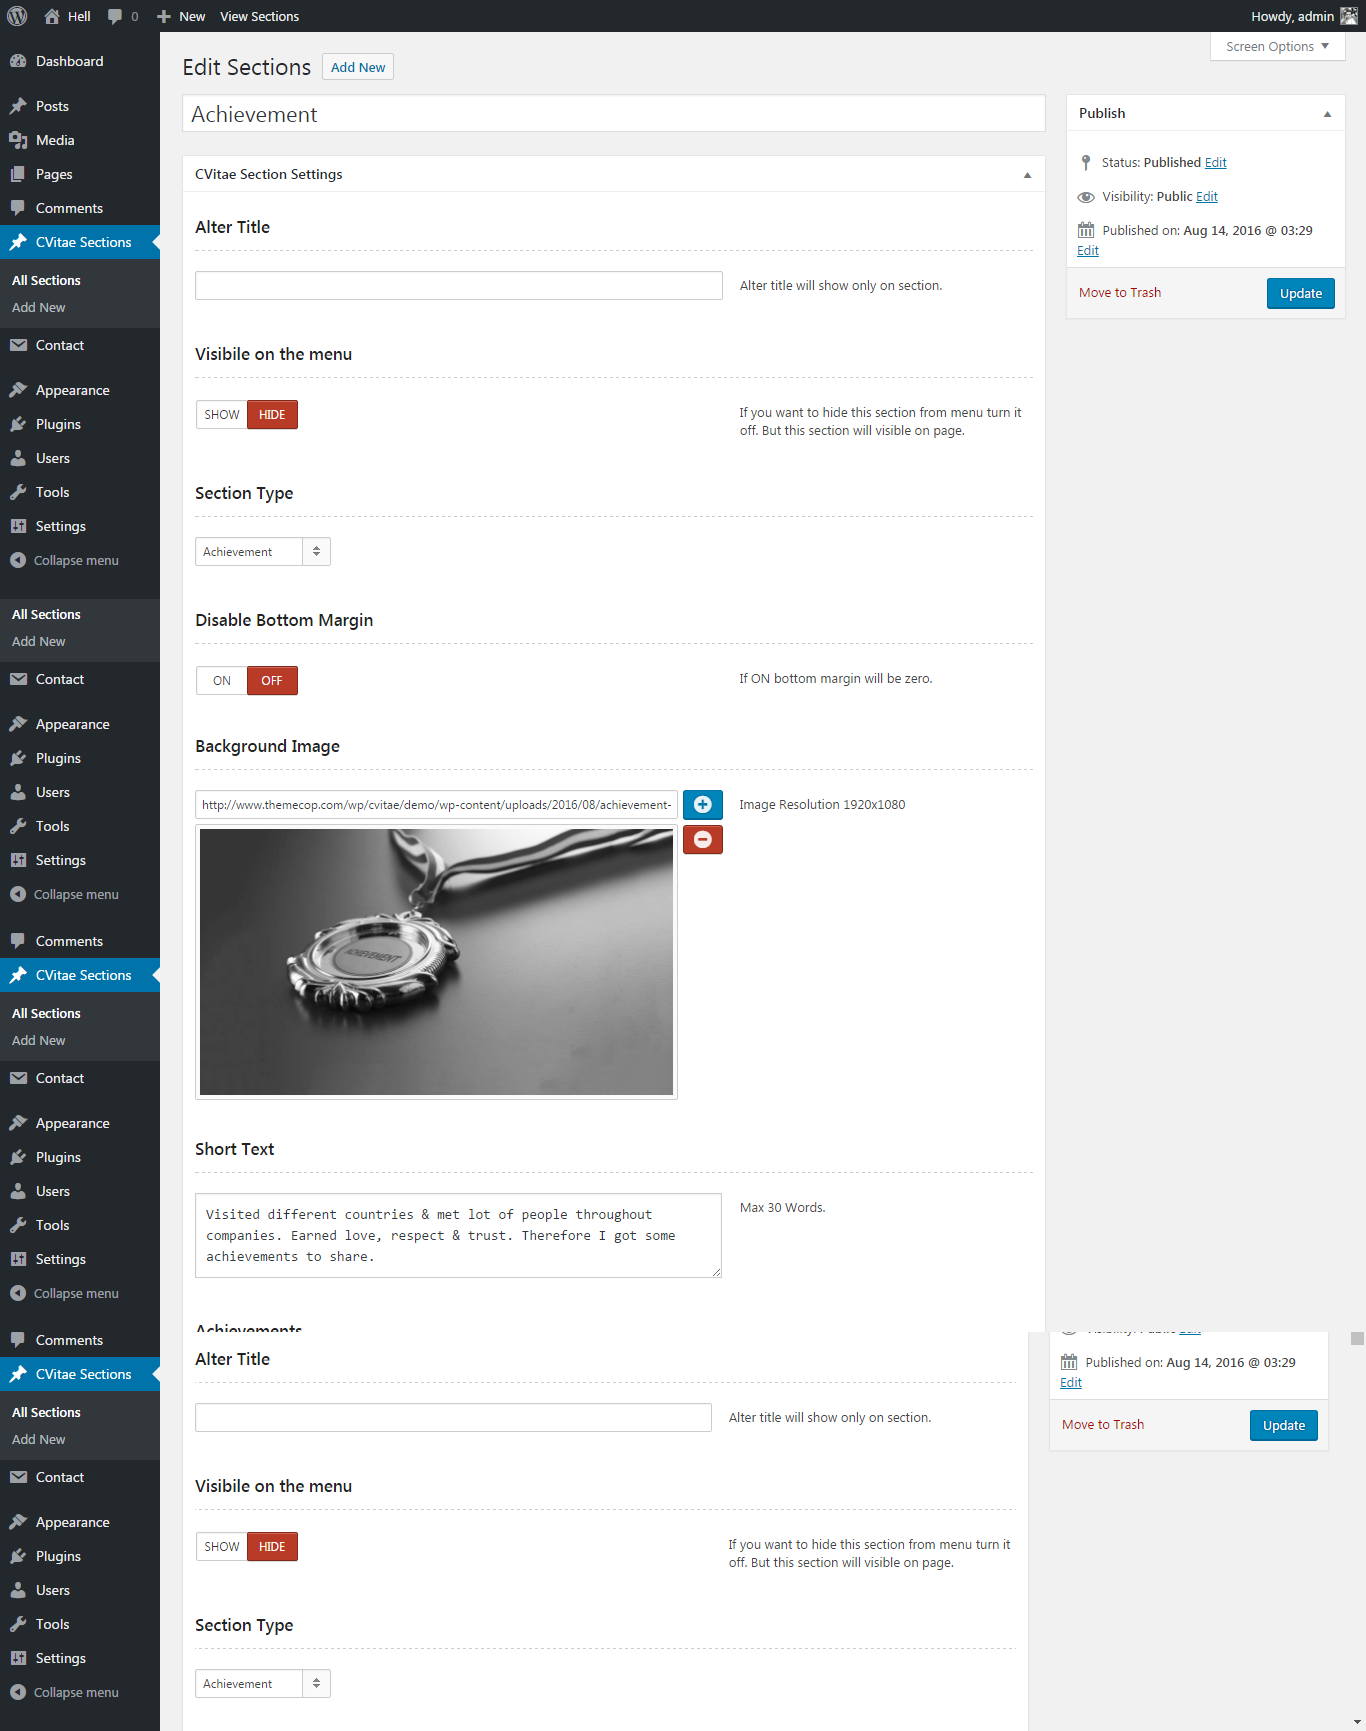 Hell
0
New
View Sections
Howdy, admin
Screen Options
Dashboard
Posts
Media
Pages
Comments
CVitae Sections
All Sections
Add New
Contact
Appearance
Plugins
Users
Tools
Settings
Collapse menu
All Sections
Add New
Contact
Appearance
Plugins
Users
Tools
Settings
Collapse menu
Comments
CVitae Sections
All Sections
Add New
Contact
Appearance
Plugins
Users
Tools
Settings
Collapse menu
Comments
CVitae Sections
All Sections
Add New
Contact
Appearance
Plugins
Users
Tools
Settings
Collapse menu
Edit Sections
Add New
Achievement
CVitae Section Settings
Alter Title
Alter title will show only on section.
Visibile on the menu
SHOW HIDE
If you want to hide this section from menu turn it
off. But this section will visible on page.
Section Type
Achievement
Disable Bottom Margin
ON OFF
If ON bottom margin will be zero.
Background Image
http://www.themecop.com/wp/cvitae/demo/wp-content/uploads/2016/08/achievement-
Image Resolution 1920x1080
ACHIEVEMENT
Short Text
Visited different countries & met lot of people throughout
companies. Earned love, respect & trust. Therefore I got some
achievements to share.
Max 30 Words.
Achievements
Alter Title
Alter title will show only on section.
Visibile on the menu
SHOW HIDE
If you want to hide this section from menu turn it
off. But this section will visible on page.
Section Type
Achievement
Publish
Status: Published Edit
Visibility: Public Edit
Published on: Aug 14, 2016 @ 03:29
Edit
Move to Trash
Update
Visibility: Public Edit
Published on: Aug 14, 2016 @ 03:29
Edit
Move to Trash
Update